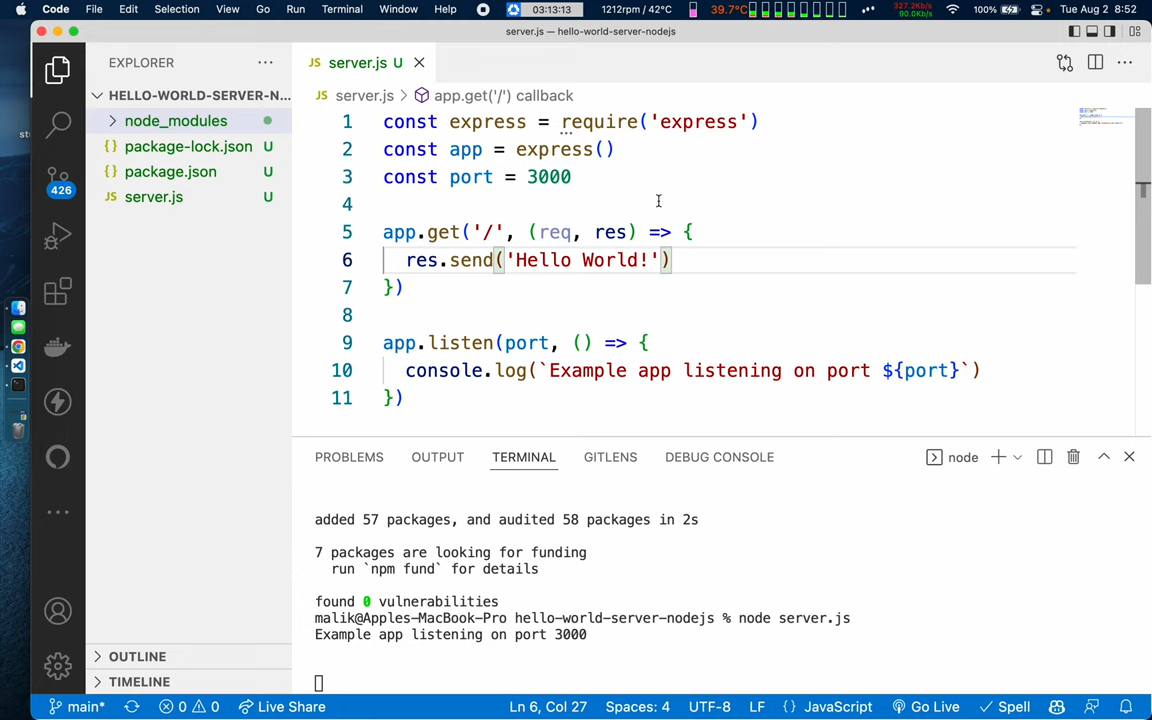 Code File Edit Selection View Go Run Terminal Window Help 03:13:13 1212rpm / 42°C 39.7°C 327.2Kb/s 90.0Kb/s 100% Tue Aug 2 8:52
server.js — hello-world-server-nodejs
EXPLORER
JS server.js U
HELLO-WORLD-SERVER-N...
JS server.js > app.get('/') callback
node_modules
{} package-lock.json U
{} package.json U
JS server.js U
426
1 const express = require('express')
2 const app = express()
3 const port = 3000
4
5 app.get('/', (req, res) => {
6 res.send('Hello World!')
7 })
8
9 app.listen(port, () => {
10 console.log(`Example app listening on port ${port}`)
11 })
PROBLEMS OUTPUT TERMINAL GITLENS DEBUG CONSOLE node
added 57 packages, and audited 58 packages in 2s
7 packages are looking for funding
run `npm fund` for details
found 0 vulnerabilities
malik@Apples-MacBook-Pro hello-world-server-nodejs % node server.js
Example app listening on port 3000
OUTLINE
TIMELINE
main* 0 0 Live Share Ln 6, Col 27 Spaces: 4 UTF-8 LF {} JavaScript Go Live Spell